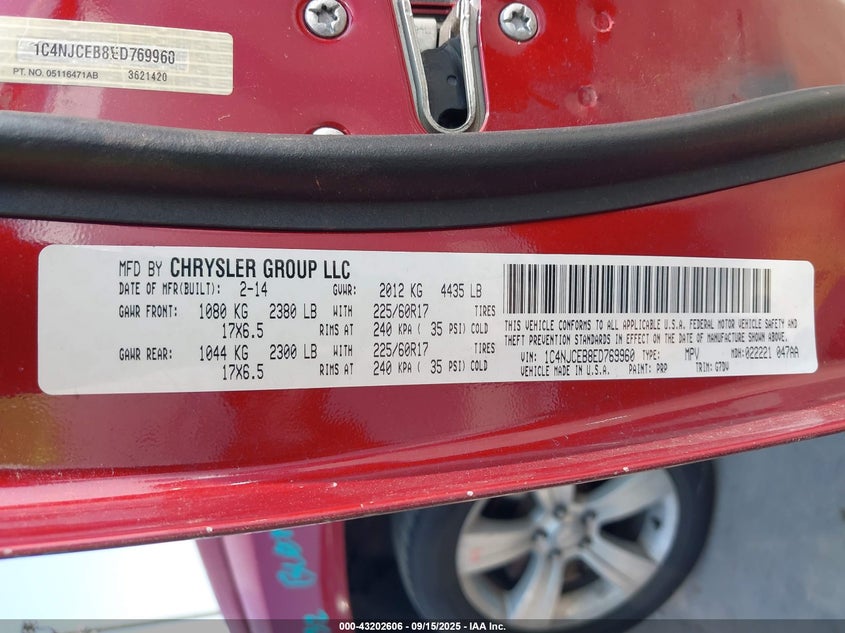 1C4NJCEB8ED769960
PT. NO. 05116471AB 3621420
MFD BY CHRYSLER GROUP LLC
DATE OF MFR(BUILT): 2-14 GVWR: 2012 KG 4435 LB
GAWR FRONT: 1080 KG 2380 LB WITH 225/60R17 TIRES
17X6.5 RIMS AT 240 KPA ( 35 PSI) COLD
GAWR REAR: 1044 KG 2300 LB WITH 225/60R17 TIRES
17X6.5 RIMS AT 240 KPA ( 35 PSI) COLD
THIS VEHICLE CONFORMS TO ALL APPLICABLE U.S.A. FEDERAL MOTOR VEHICLE SAFETY AND
THEFT PREVENTION STANDARDS IN EFFECT ON THE DATE OF MANUFACTURE SHOWN ABOVE.
VIN: 1C4NJCEB8ED769960 TYPE: MPV MDH: 022221 047AA
VEHICLE MADE IN U.S.A. PAINT: PRP TRIM: G7DV
000-43202606 - 09/15/2025 - IAA Inc.